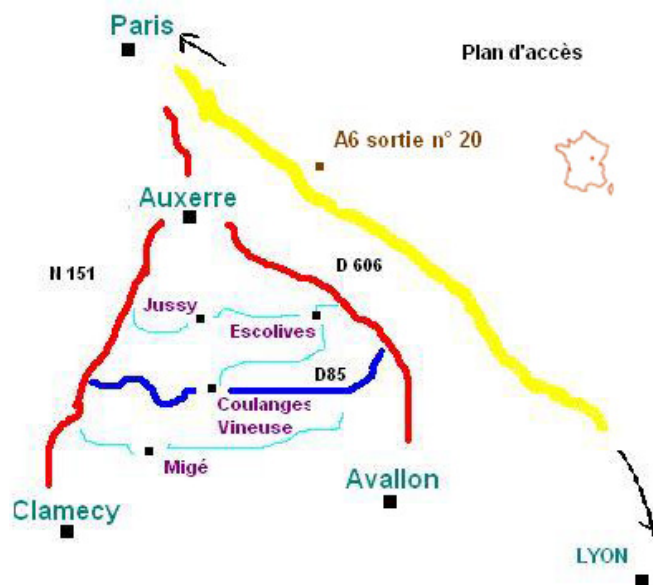 Paris
Plan d'accès
A6 sortie n° 20
Auxerre
N 151
D 606
Jussy
Escolives
D85
Coulanges
Vineuse
Migé
Avallon
Clamecy
LYON